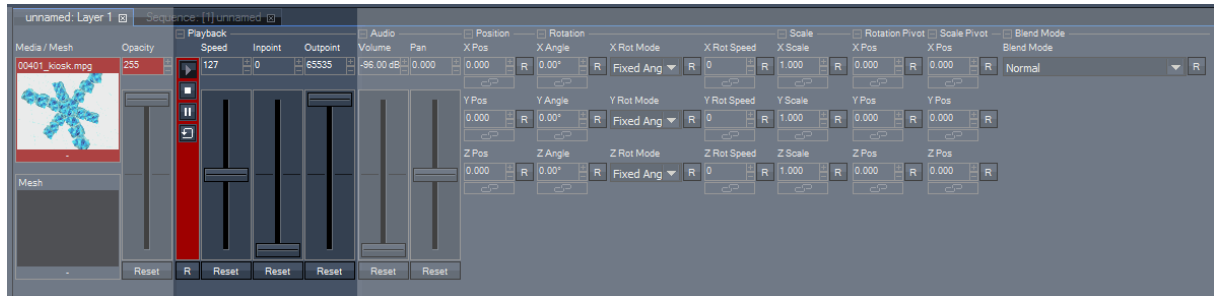 unnamed: Layer 1
Sequence: [1] unnamed
Playback Audio Position Rotation Scale Rotation Pivot Scale Pivot Blend Mode
Media / Mesh Opacity Speed Inpoint Outpoint Volume Pan X Pos X Angle X Rot Mode X Rot Speed X Scale X Pos X Pos Blend Mode
00401_kiosk.mpg 255 127 0 65535 -96.00 dB 0.000 0.000 R 0.00° R Fixed Ang R 0 R 1.000 R 0.000 R 0.000 R Normal R
Y Pos Y Angle Y Rot Mode Y Rot Speed Y Scale Y Pos Y Pos
0.000 R 0.00° R Fixed Ang R 0 R 1.000 R 0.000 R 0.000 R
-
Z Pos Z Angle Z Rot Mode Z Rot Speed Z Scale Z Pos Z Pos
0.000 R 0.00° R Fixed Ang R 0 R 1.000 R 0.000 R 0.000 R
Mesh
-
Reset R Reset Reset Reset Reset Reset